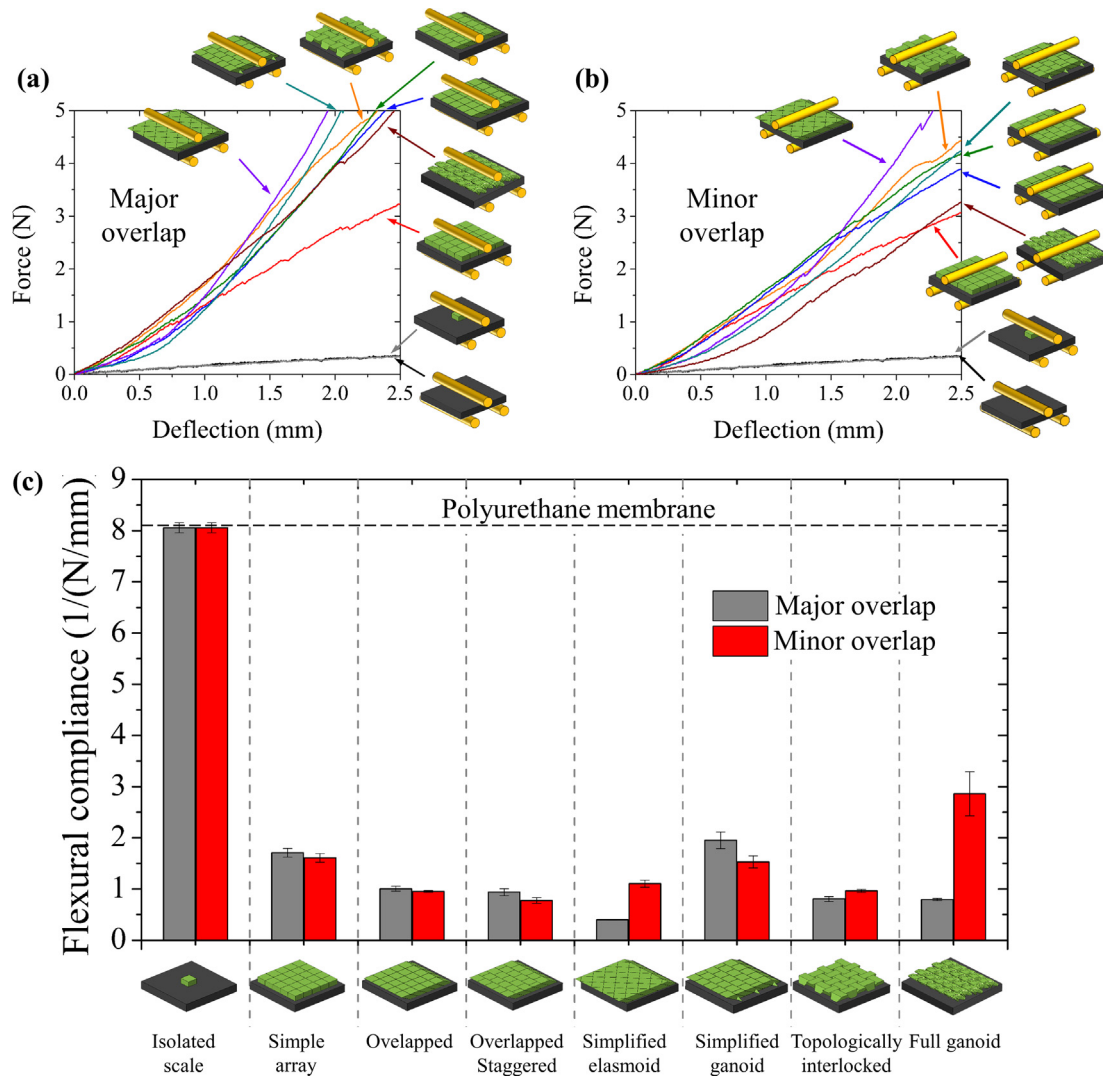 (a)
5
4
3
2
1
0
Force (N)
Major
overlap
0.0 0.5 1.0 1.5 2.0 2.5
Deflection (mm)
(b)
5
4
3
2
1
0
Force (N)
Minor
overlap
0.0 0.5 1.0 1.5 2.0 2.5
Deflection (mm)
(c)
9
8
7
6
5
4
3
2
1
0
Flexural compliance (1/(N/mm)
Polyurethane membrane
Major overlap
Minor overlap
Isolated
scale
Simple
array
Ovelapped
Overlapped
Staggered
Simplified
elasmoid
Simplified
ganoid
Topologically
interlocked
Full ganoid